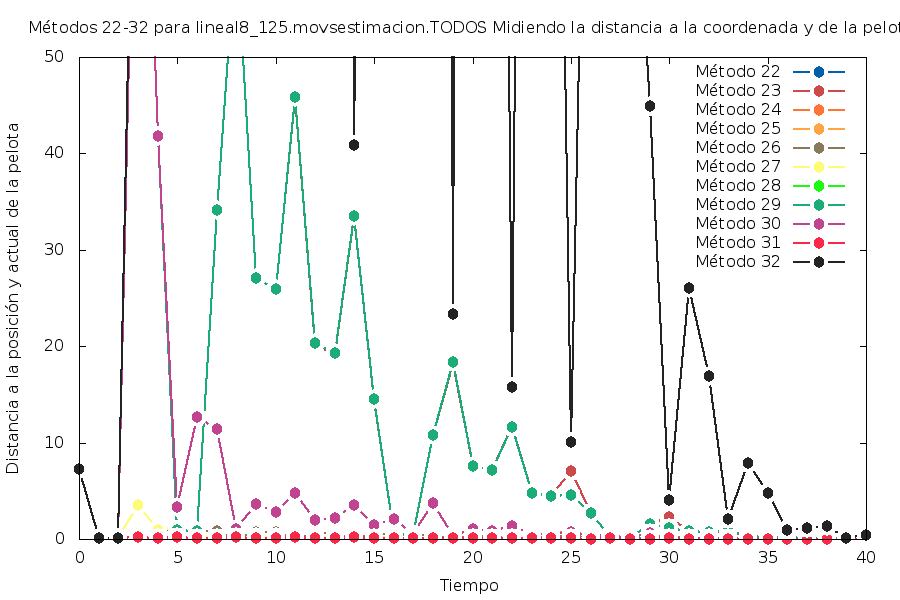 Métodos 22-32 para lineal8_125.movsestimacion.TODOS Midiendo la distancia a la coordenada y de la pelot
Distancia a la posición y actual de la pelota
50
40
30
20
10
0
0 5 10 15 20 25 30 35 40
Tiempo
Método 22
Método 23
Método 24
Método 25
Método 26
Método 27
Método 28
Método 29
Método 30
Método 31
Método 32